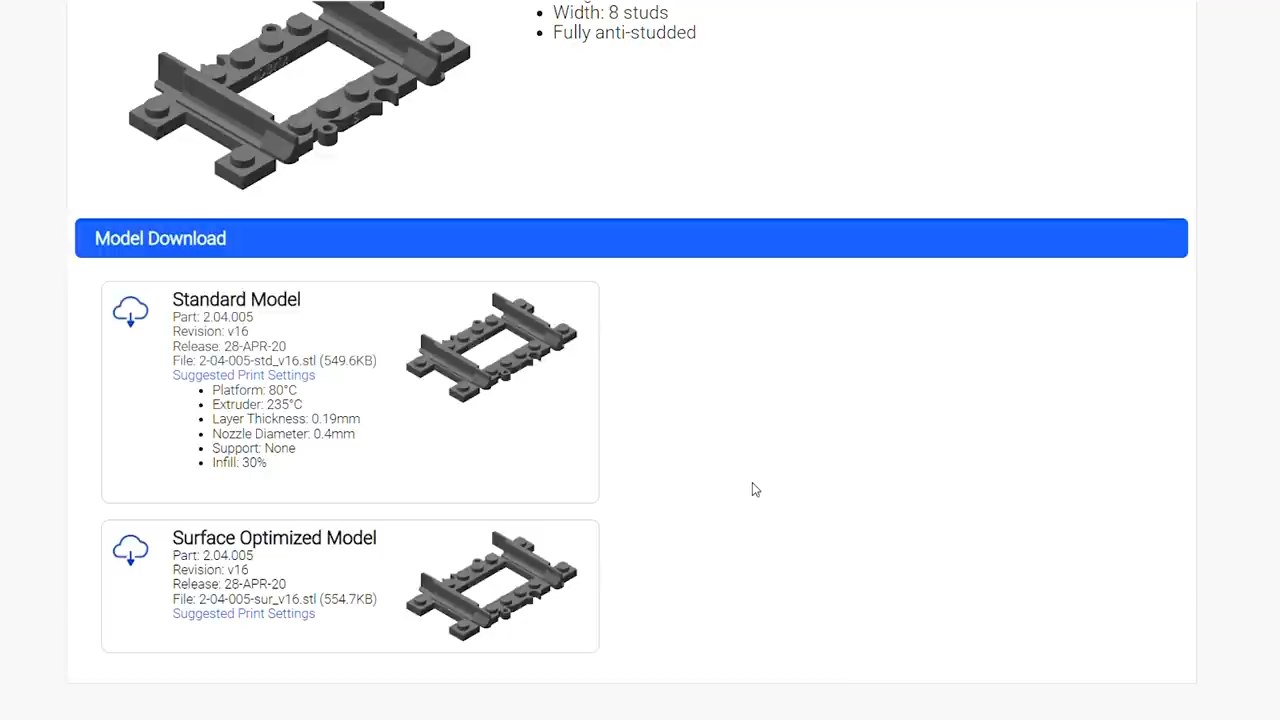 Width: 8 studs
Fully anti-studded
Model Download
Standard Model
Part: 2.04.005
Revision: v16
Release: 28-APR-20
File: 2-04-005-std_v16.stl (549.6KB)
Suggested Print Settings
Platform: 80°C
Extruder: 235°C
Layer Thickness: 0.19mm
Nozzle Diameter: 0.4mm
Support: None
Infill: 30%
Surface Optimized Model
Part: 2.04.005
Revision: v16
Release: 28-APR-20
File: 2-04-005-sur_v16.stl (554.7KB)
Suggested Print Settings